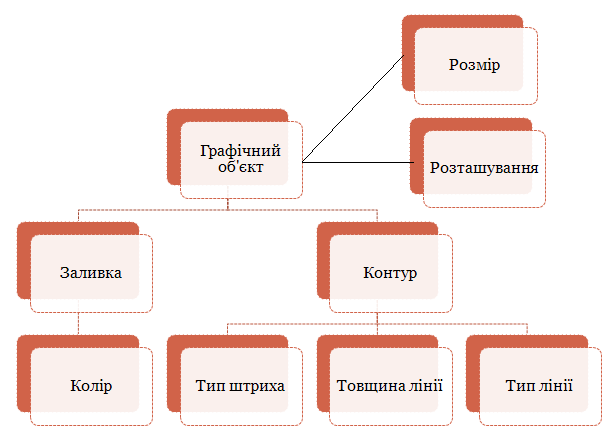 Розмір
Графічний
об'єкт
Розташування
Заливка
Контур
Колір
Тип штриха
Товщина лінії
Тип лінії